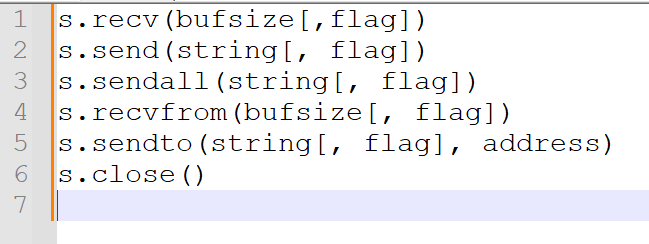 1 s.recv(bufsize[,flag])
2 s.send(string[, flag])
3 s.sendall(string[, flag])
4 s.recvfrom(bufsize[, flag])
5 s.sendto(string[, flag], address)
6 s.close()
7